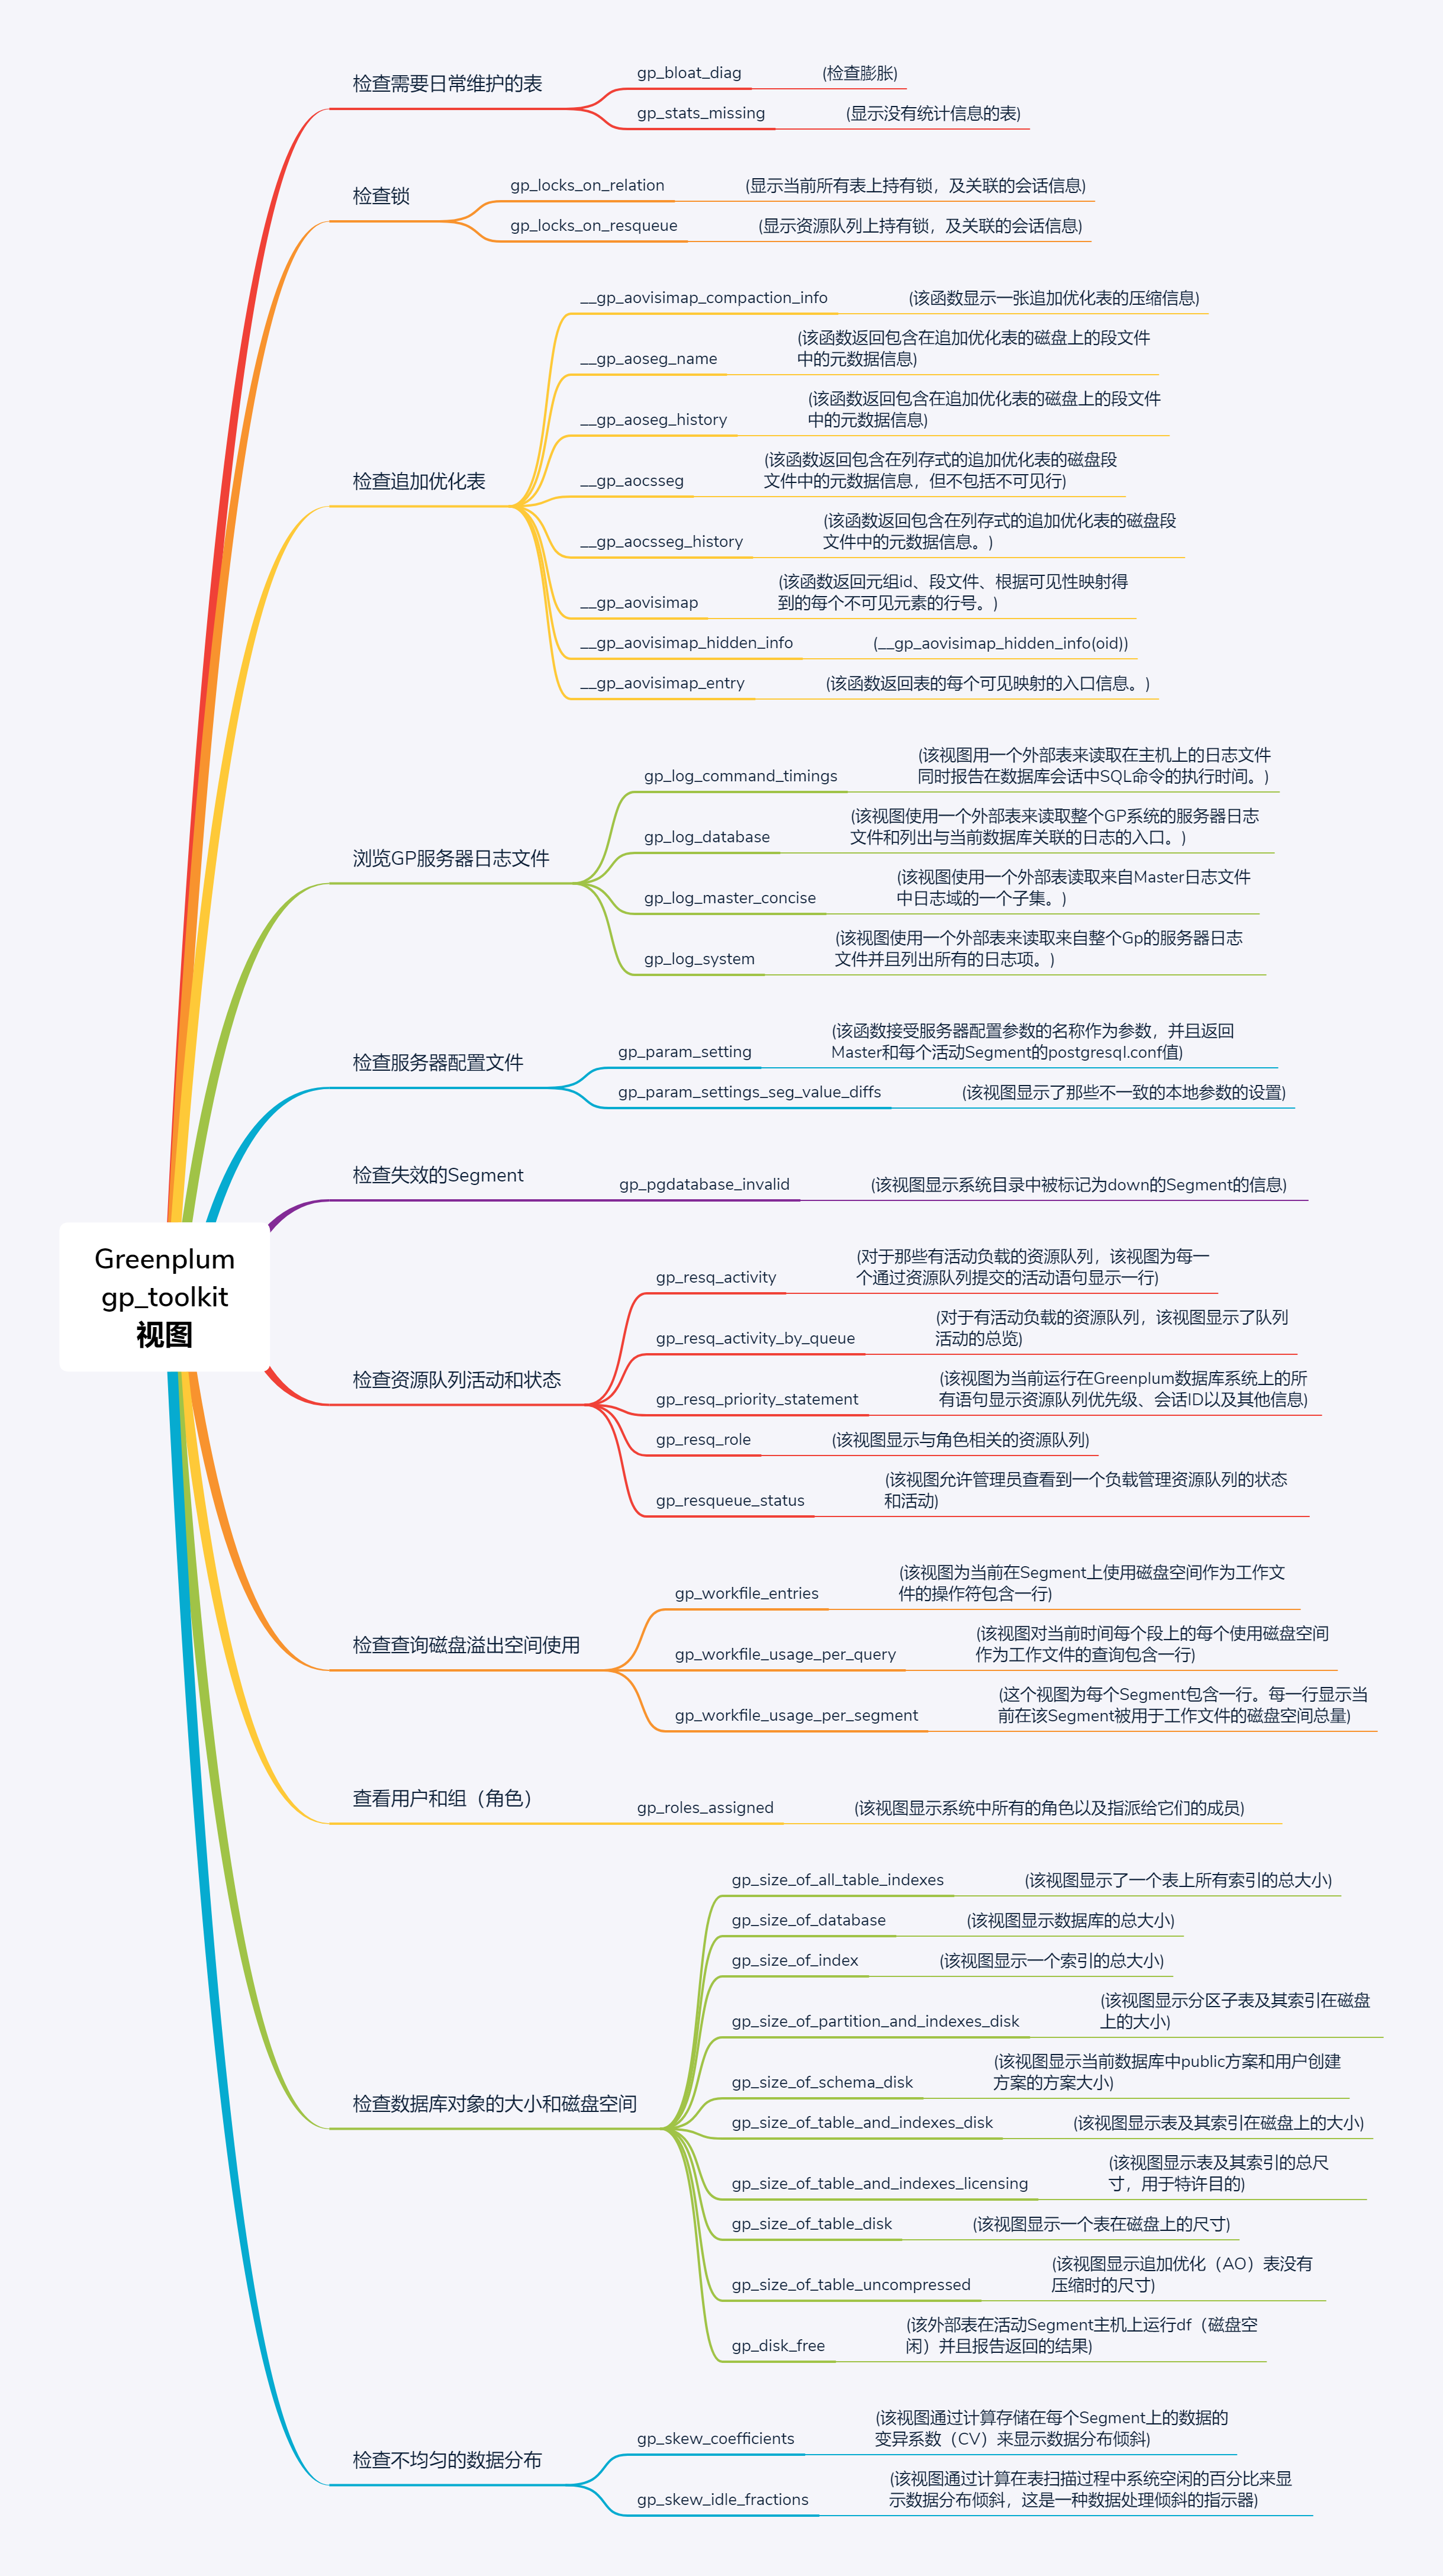 Greenplum
gp_toolkit
视图
检查需要日常维护的表
gp_bloat_diag
(检查膨胀)
gp_stats_missing
(显示没有统计信息的表)
检查锁
gp_locks_on_relation
(显示当前所有表上持有锁，及关联的会话信息)
gp_locks_on_resqueue
(显示资源队列上持有锁，及关联的会话信息)
检查追加优化表
__gp_aovisimap_compaction_info
(该函数显示一张追加优化表的压缩信息)
__gp_aoseg_name
(该函数返回包含在追加优化表的磁盘上的段文件
中的元数据信息)
__gp_aoseg_history
(该函数返回包含在追加优化表的磁盘上的段文件
中的元数据信息)
__gp_aocsseg
(该函数返回包含在列存式的追加优化表的磁盘段
文件中的元数据信息，但不包括不可见行)
__gp_aocsseg_history
(该函数返回包含在列存式的追加优化表的磁盘段
文件中的元数据信息。)
__gp_aovisimap
(该函数返回元组id、段文件、根据可见性映射得
到的每个不可见元素的行号。)
__gp_aovisimap_hidden_info
(__gp_aovisimap_hidden_info(oid))
__gp_aovisimap_entry
(该函数返回表的每个可见映射的入口信息。)
浏览GP服务器日志文件
gp_log_command_timings
(该视图用一个外部表来读取在主机上的日志文件
同时报告在数据库会话中SQL命令的执行时间。)
gp_log_database
(该视图使用一个外部表来读取整个GP系统的服务器日志
文件和列出与当前数据库关联的日志的入口。)
gp_log_master_concise
(该视图使用一个外部表读取来自Master日志文件
中日志域的一个子集。)
gp_log_system
(该视图使用一个外部表来读取来自整个Gp的服务器日志
文件并且列出所有的日志项。)
检查服务器配置文件
gp_param_setting
(该函数接受服务器配置参数的名称作为参数，并且返回
Master和每个活动Segment的postgresql.conf值)
gp_param_settings_seg_value_diffs
(该视图显示了那些不一致的本地参数的设置)
检查失效的Segment
gp_pgdatabase_invalid
(该视图显示系统目录中被标记为down的Segment的信息)
检查资源队列活动和状态
gp_resq_activity
(对于那些有活动负载的资源队列，该视图为每一
个通过资源队列提交的活动语句显示一行)
gp_resq_activity_by_queue
(对于有活动负载的资源队列，该视图显示了队列
活动的总览)
gp_resq_priority_statement
(该视图为当前运行在Greenplum数据库系统上的所
有语句显示资源队列优先级、会话ID以及其他信息)
gp_resq_role
(该视图显示与角色相关的资源队列)
gp_resqueue_status
(该视图允许管理员查看到一个负载管理资源队列的状态
和活动)
检查查询磁盘溢出空间使用
gp_workfile_entries
(该视图为当前在Segment上使用磁盘空间作为工作文
件的操作符包含一行)
gp_workfile_usage_per_query
(该视图对当前时间每个段上的每个使用磁盘空间
作为工作文件的查询包含一行)
gp_workfile_usage_per_segment
(这个视图为每个Segment包含一行。每一行显示当
前在该Segment被用于工作文件的磁盘空间总量)
查看用户和组（角色）
gp_roles_assigned
(该视图显示系统中所有的角色以及指派给它们的成员)
检查数据库对象的大小和磁盘空间
gp_size_of_all_table_indexes
(该视图显示了一个表上所有索引的总大小)
gp_size_of_database
(该视图显示数据库的总大小)
gp_size_of_index
(该视图显示一个索引的总大小)
gp_size_of_partition_and_indexes_disk
(该视图显示分区子表及其索引在磁盘
上的大小)
gp_size_of_schema_disk
(该视图显示当前数据库中public方案和用户创建
方案的方案大小)
gp_size_of_table_and_indexes_disk
(该视图显示表及其索引在磁盘上的大小)
gp_size_of_table_and_indexes_licensing
(该视图显示表及其索引的总尺
寸，用于特许目的)
gp_size_of_table_disk
(该视图显示一个表在磁盘上的尺寸)
gp_size_of_table_uncompressed
(该视图显示追加优化（AO）表没有
压缩时的尺寸)
gp_disk_free
(该外部表在活动Segment主机上运行df（磁盘空
闲）并且报告返回的结果)
检查不均匀的数据分布
gp_skew_coefficients
(该视图通过计算存储在每个Segment上的数据的
变异系数（CV）来显示数据分布倾斜)
gp_skew_idle_fractions
(该视图通过计算在表扫描过程中系统空闲的百分比来显
示数据分布倾斜，这是一种数据处理倾斜的指示器)